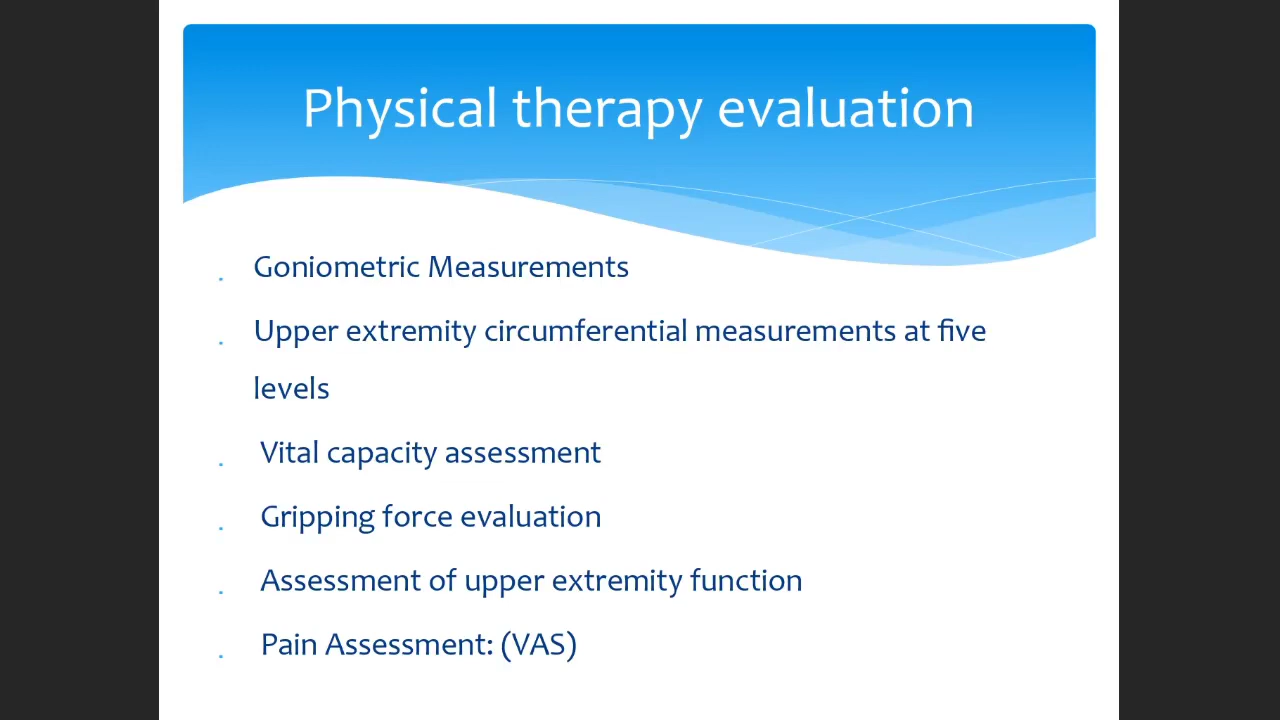 Physical therapy evaluation
. Goniometric Measurements
. Upper extremity circumferential measurements at five
levels
. Vital capacity assessment
. Gripping force evaluation
. Assessment of upper extremity function
. Pain Assessment: (VAS)